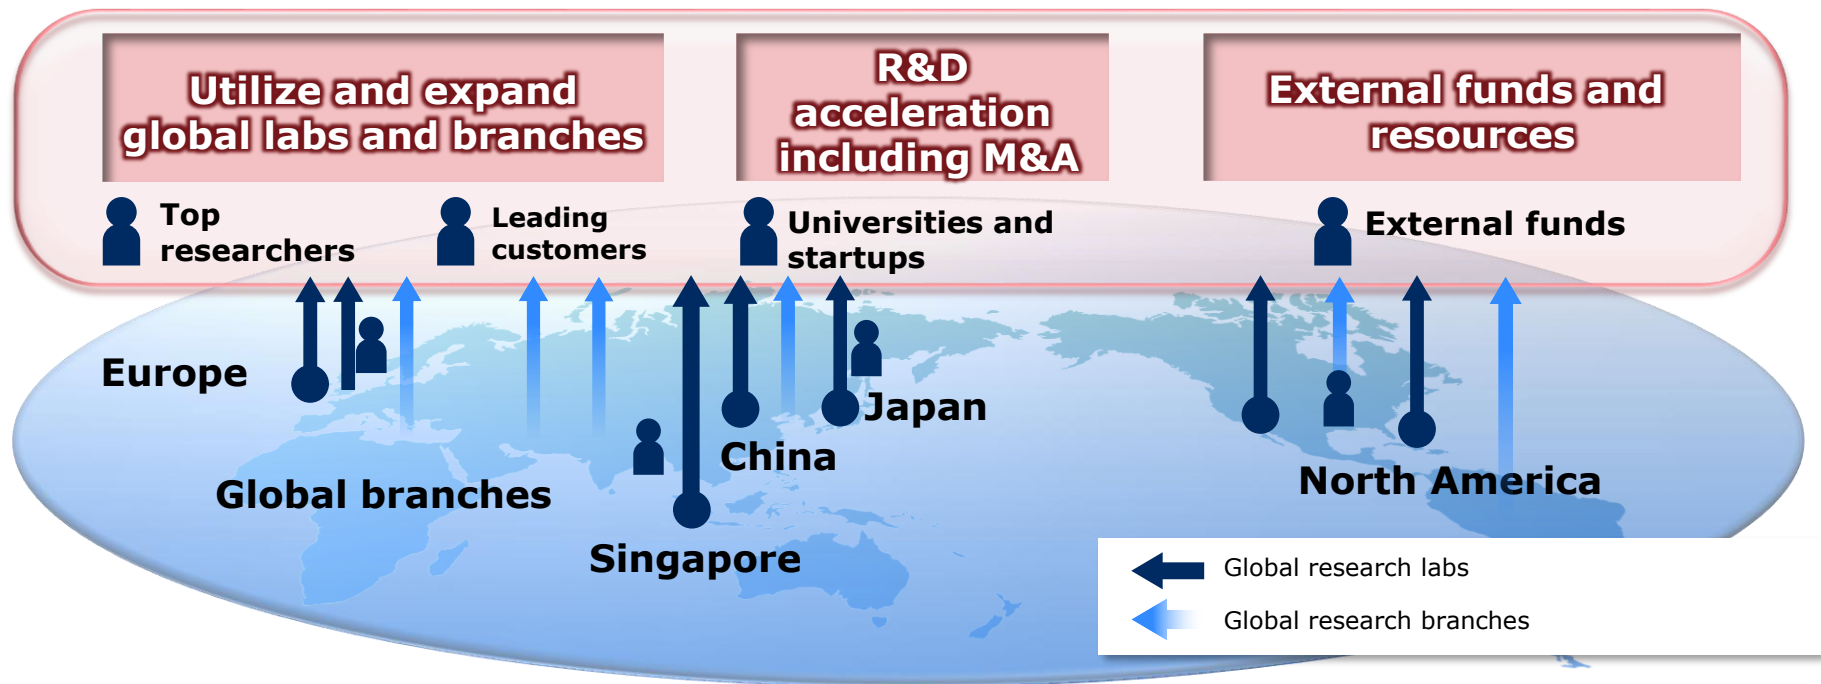 Utilize and expand
global labs and branches
R&D
acceleration
including M&A
External funds and
resources
Top
researchers
Leading
customers
Universities and
startups
External funds
Europe
Japan
China
Global branches
North America
Singapore
Global research labs
Global research branches